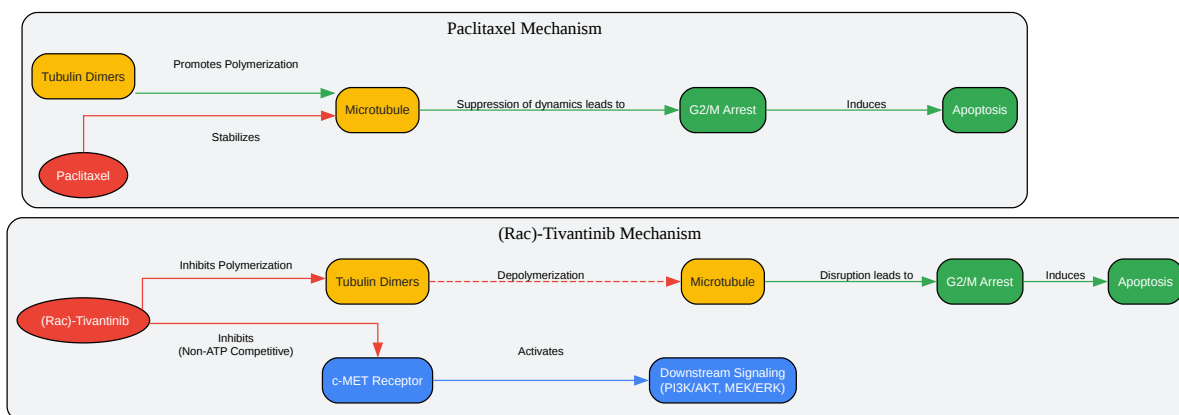 Paclitaxel Mechanism
Tubulin Dimers
Promotes Polymerization
Microtubule
Suppression of dynamics leads to
G2/M Arrest
Induces
Apoptosis
Stabilizes
Paclitaxel
(Rac)-Tivantinib Mechanism
Inhibits Polymerization
Tubulin Dimers
Depolymerization
Microtubule
Disruption leads to
G2/M Arrest
Induces
Apoptosis
(Rac)-Tivantinib
Inhibits
(Non-ATP Competitive)
c-MET Receptor
Activates
Downstream Signaling
(PI3K/AKT, MEK/ERK)